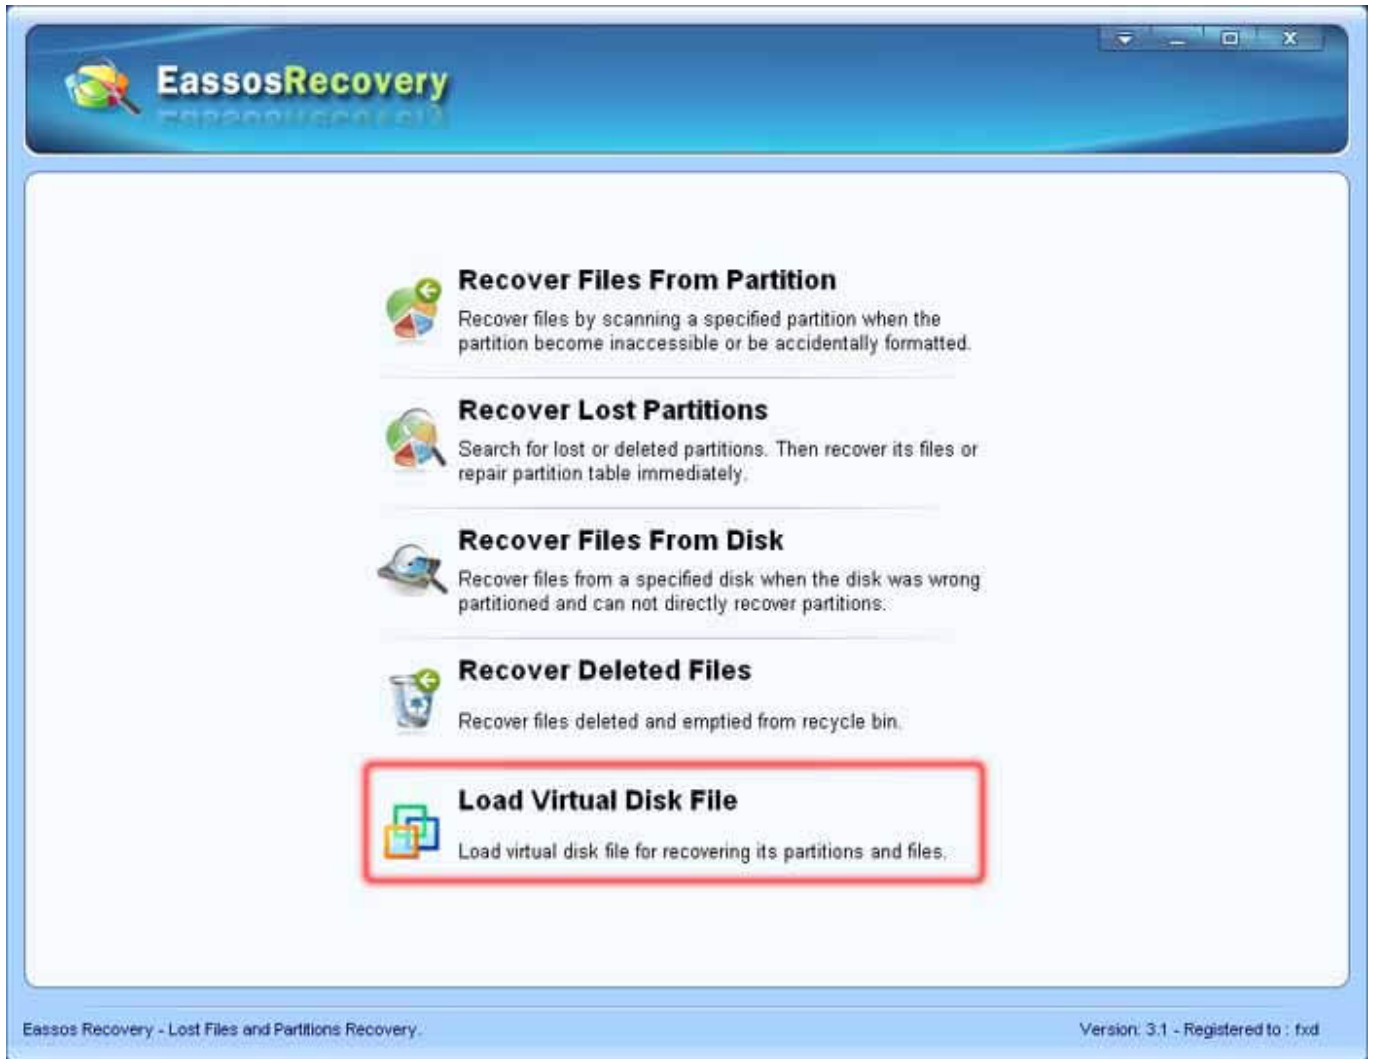 EassosRecovery
Recover Files From Partition
Recover files by scanning a specified partition when the
partition become inaccessible or be accidentally formatted.
Recover Lost Partitions
Search for lost or deleted partitions. Then recover its files or
repair partition table immediately.
Recover Files From Disk
Recover files from a specified disk when the disk was wrong
partitioned and can not directly recover partitions.
Recover Deleted Files
Recover files deleted and emptied from recycle bin.
Load Virtual Disk File
Load virtual disk file for recovering its partitions and files.
Eassos Recovery - Lost Files and Partitions Recovery.
Version: 3.1 - Registered to : fxd